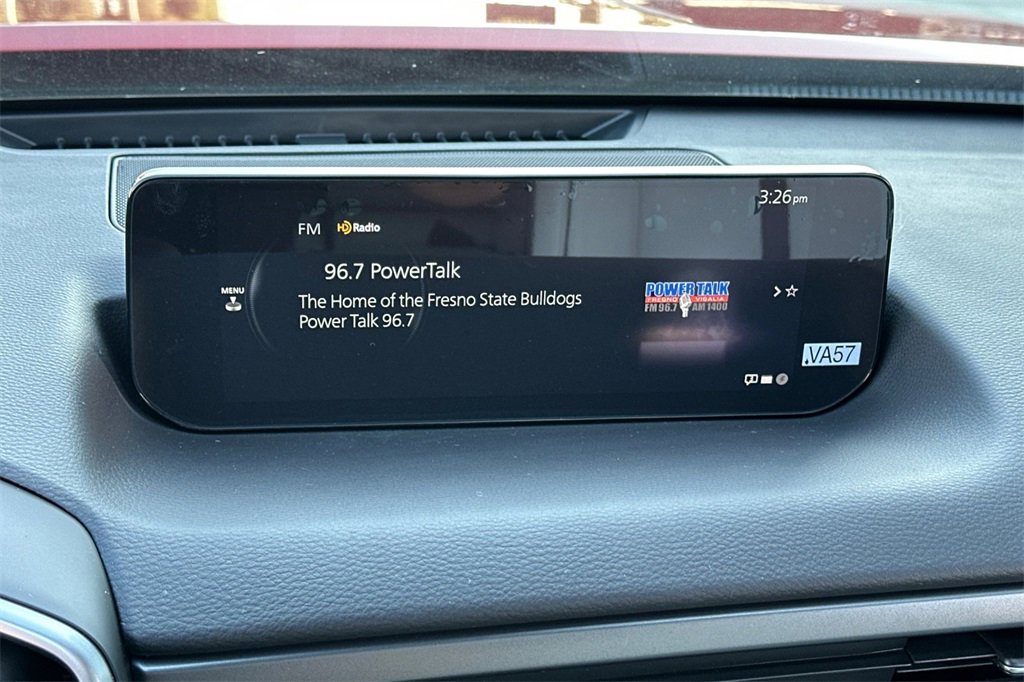 3:26pm
FM HD Radio
96.7 PowerTalk
MENU
The Home of the Fresno State Bulldogs
Power Talk 96.7
POWER TALK
FRESNO VISALIA
FM 96.7 AM 1400
.VA57